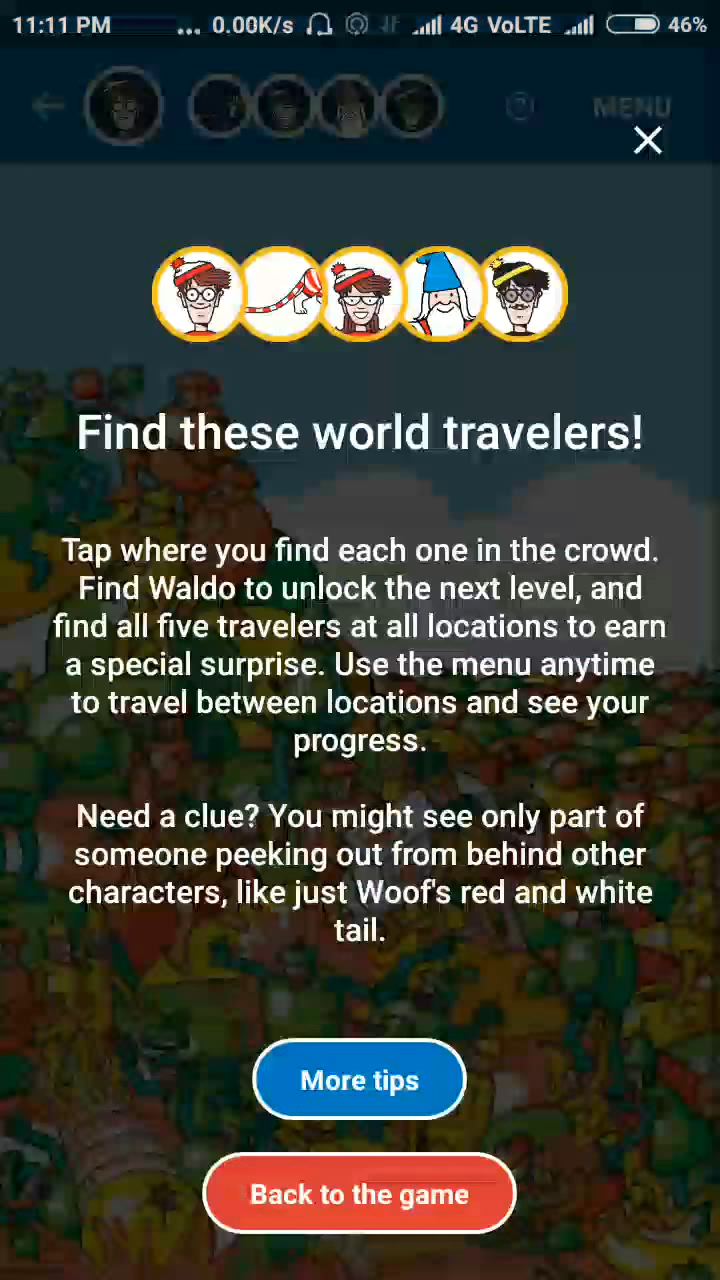 11:11 PM ... 0.00K/s 4G VoLTE 46%
MENU
Find these world travelers!
Tap where you find each one in the crowd.
Find Waldo to unlock the next level, and
find all five travelers at all locations to earn
a special surprise. Use the menu anytime
to travel between locations and see your
progress.
Need a clue? You might see only part of
someone peeking out from behind other
characters, like just Woof's red and white
tail.
More tips
Back to the game